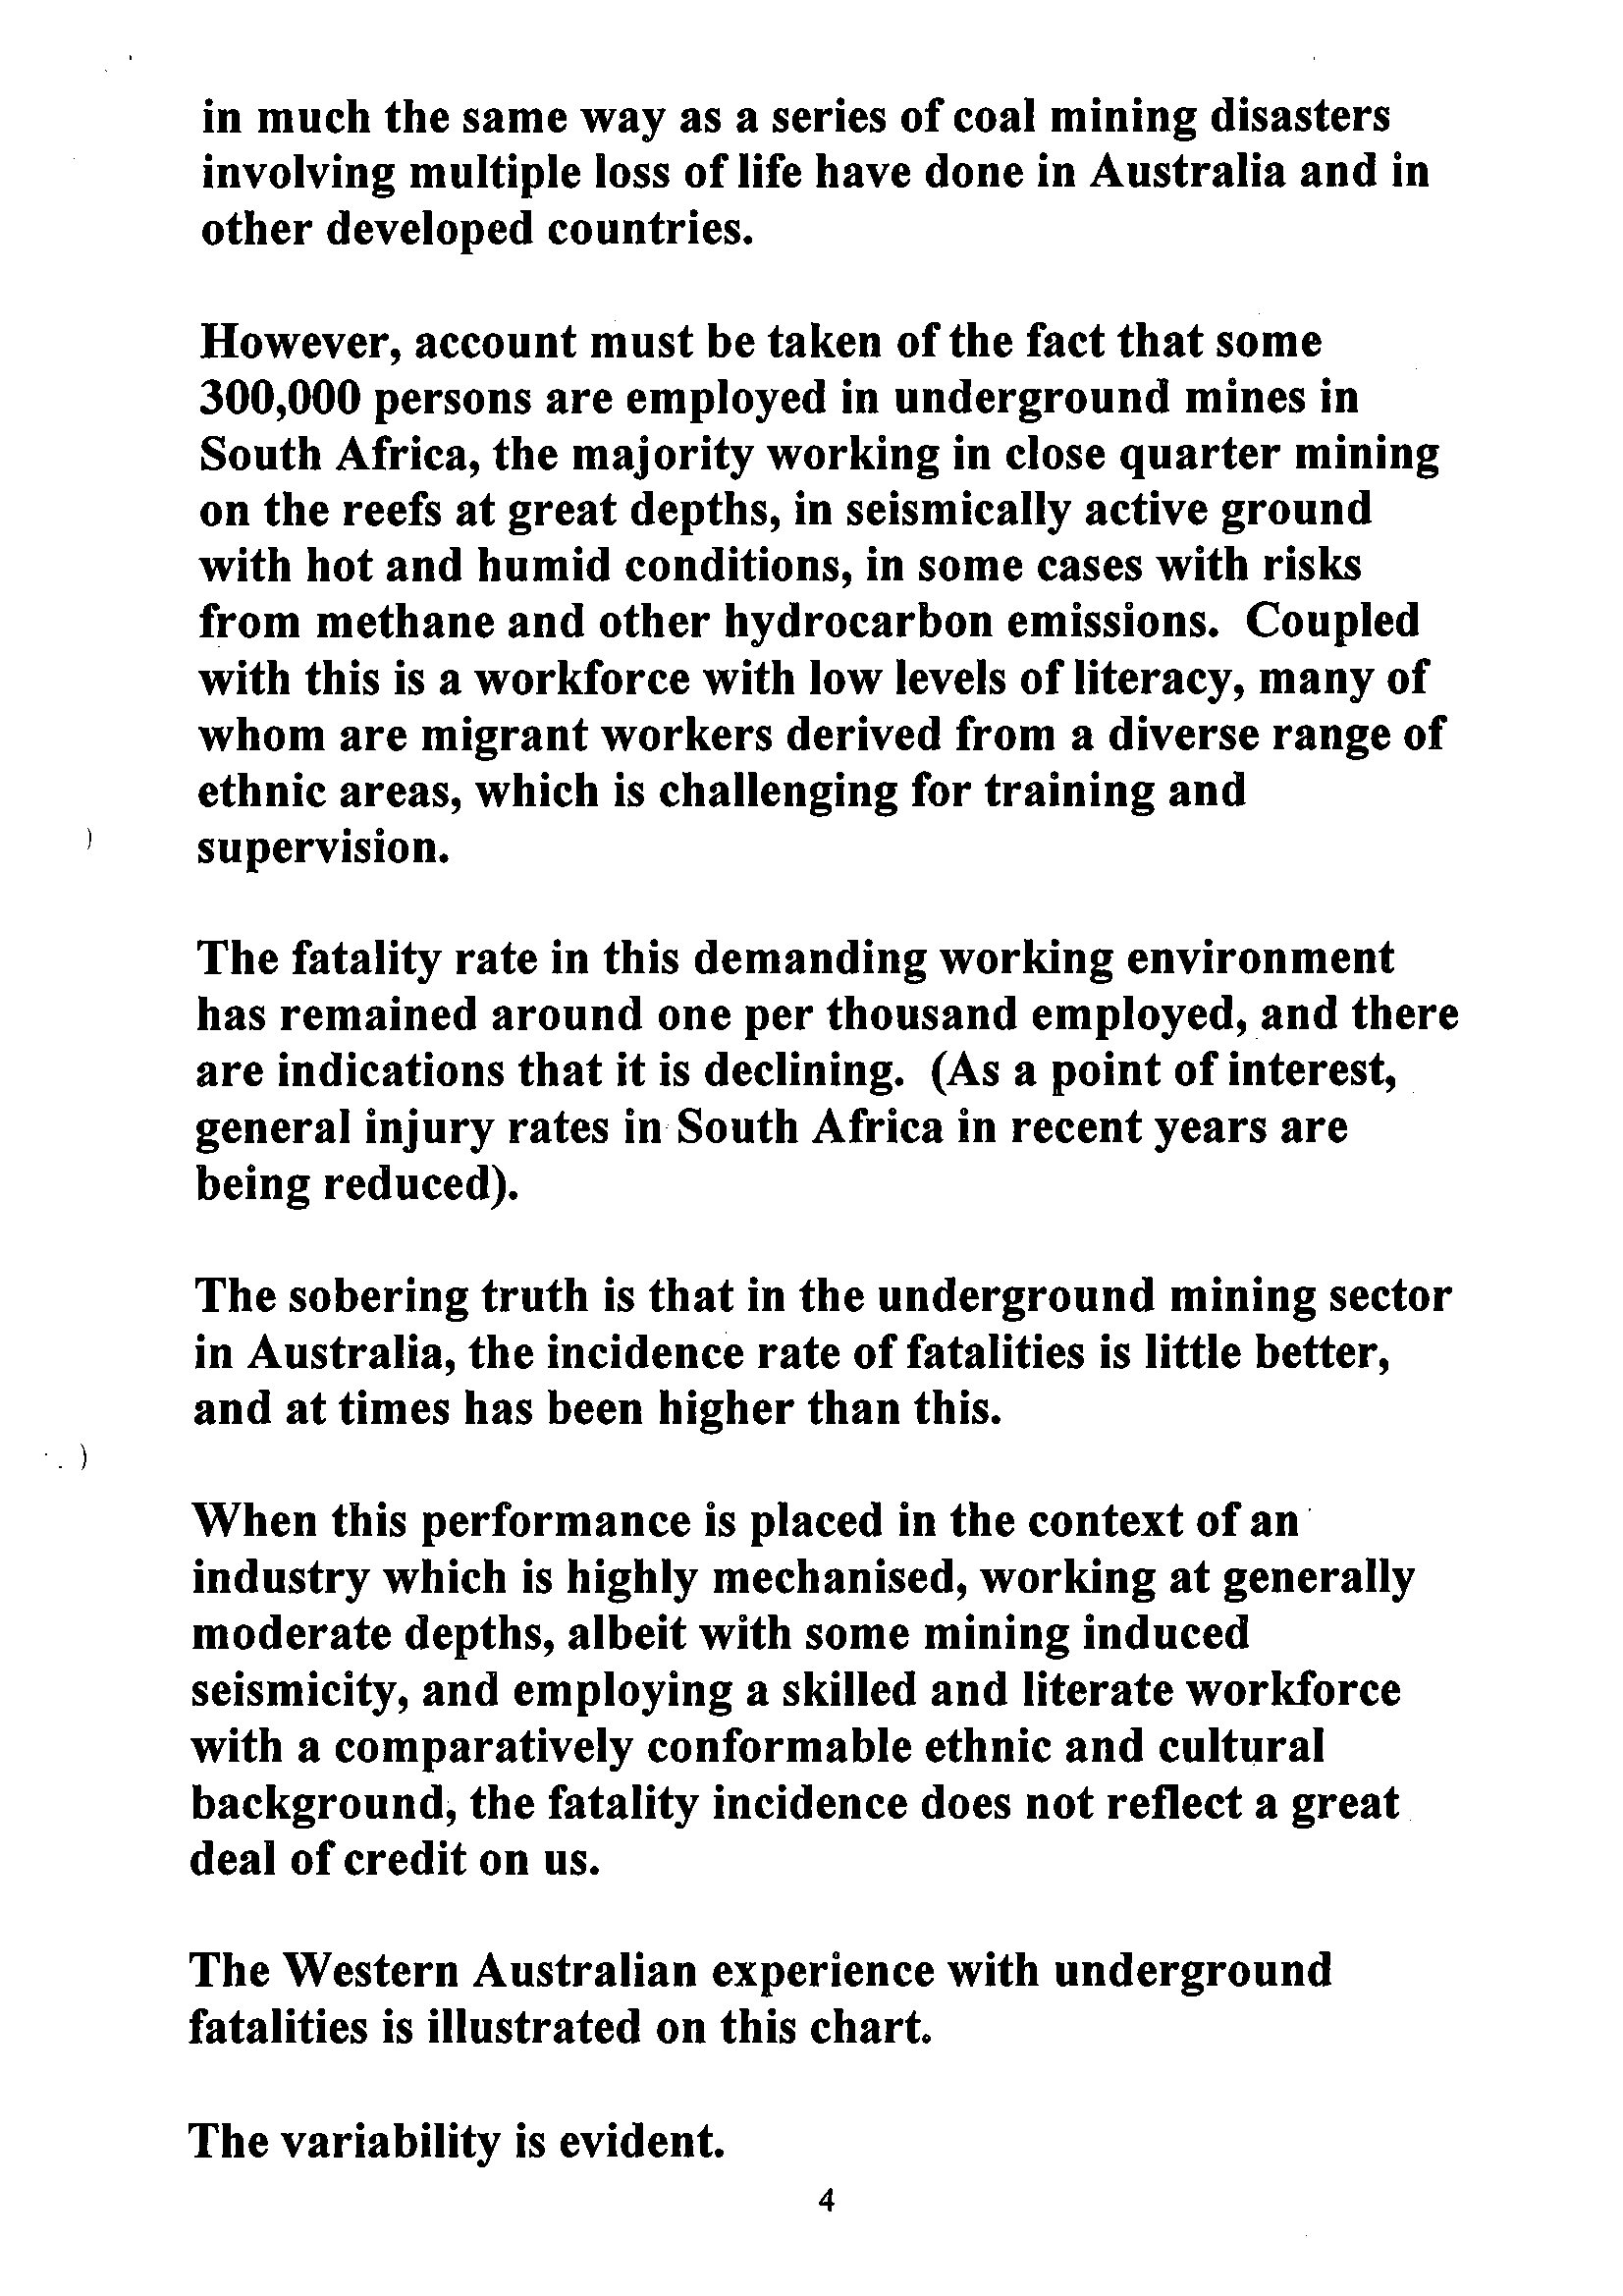 in much the same way as a series of coal mining disasters
involving multiple loss of life have done in Australia and in
other developed countries.
However, account must be taken of the fact that some
300,000 persons are employed in underground mines in
South Africa, the majority working in close quarter mining
on the reefs at great depths, in seismically active ground
with hot and humid conditions, in some cases with risks
from methane and other hydrocarbon emissions. Coupled
with this is a workforce with low levels of literacy, many of
whom are migrant workers derived from a diverse range of
ethnic areas, which is challenging for training and
supervision.
The fatality rate in this demanding working environment
has remained around one per thousand employed, and there
are indications that it is declining. (As a point of interest,
general injury rates in South Africa in recent years are
being reduced).
The sobering truth is that in the underground mining sector
in Australia, the incidence rate of fatalities is little better,
and at times has been higher than this.
When this performance is placed in the context of an
industry which is highly mechanised, working at generally
moderate depths, albeit with some mining induced
seismicity, and employing a skilled and literate workforce
with a comparatively conformable ethnic and cultural
background, the fatality incidence does not reflect a great
deal of credit on us.
The Western Australian experience with underground
fatalities is illustrated on this chart.
The variability is evident.
4